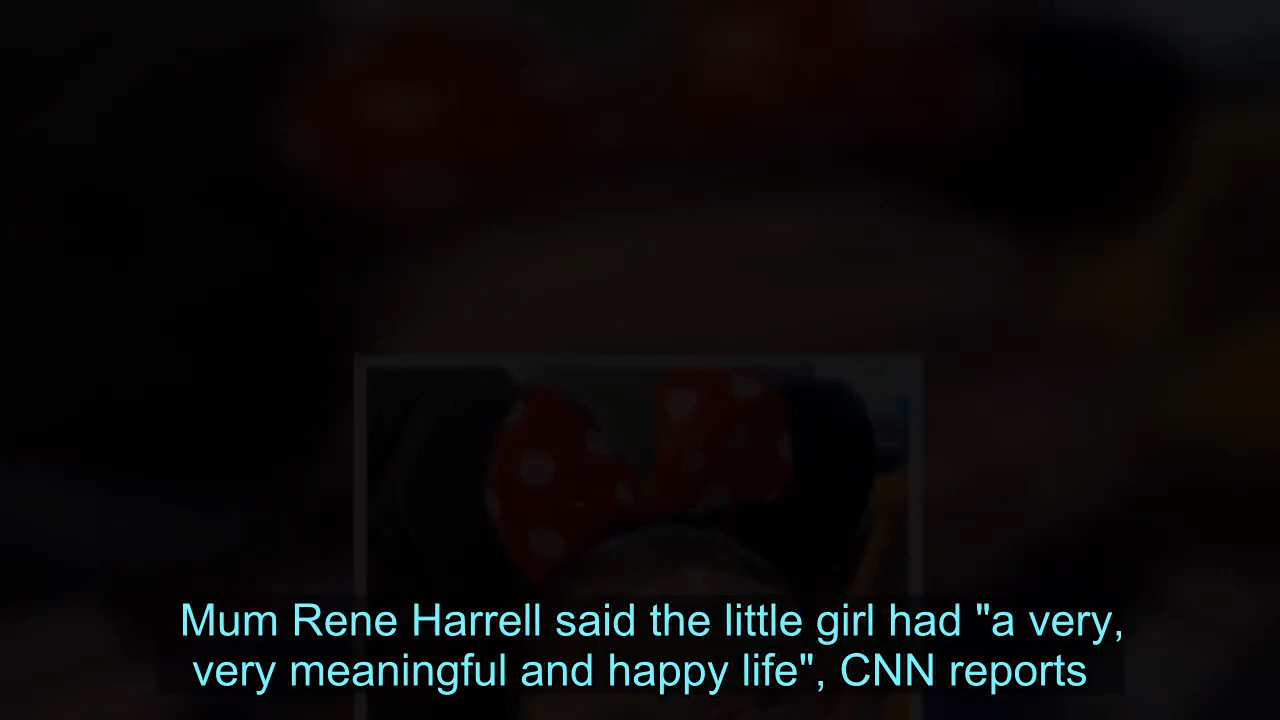 Mum Rene Harrell said the little girl had "a very,
very meaningful and happy life", CNN reports